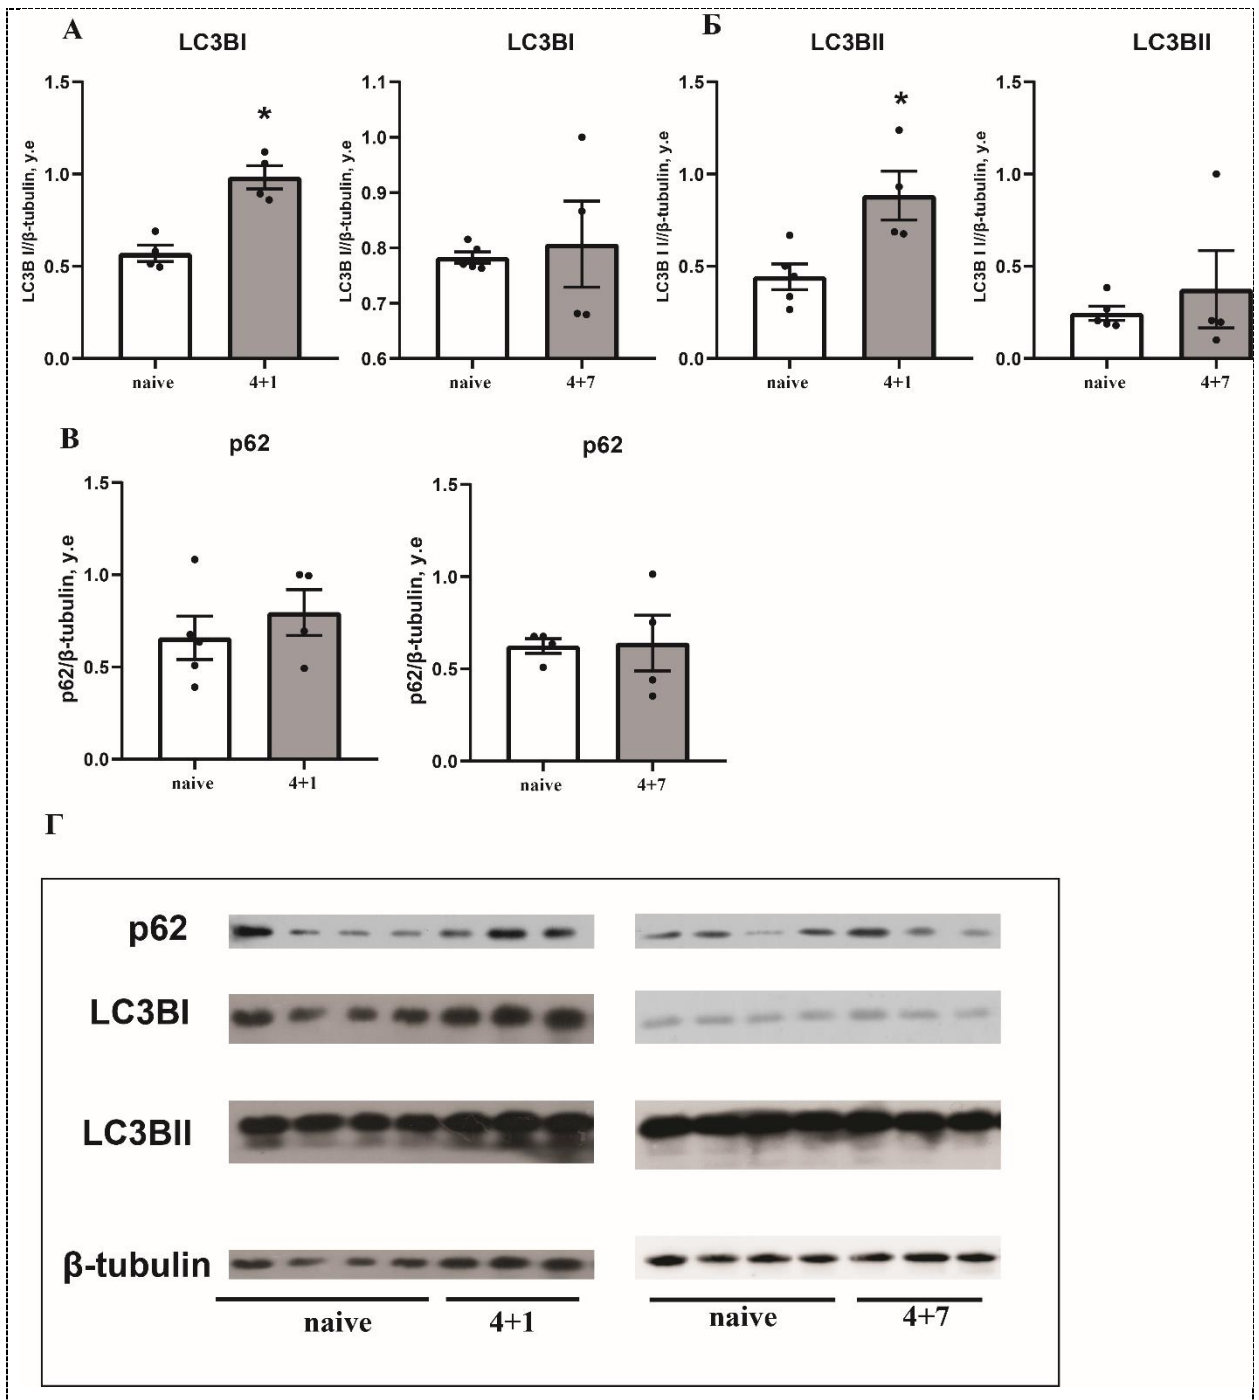 А
LC3BI
LC3BI/β-tubulin, y.e
1.5
1.0
0.5
0.0
*
naive
4+1
LC3BI
LC3BI/β-tubulin, y.e
1.1
1.0
0.9
0.8
0.7
0.6
naive
4+7
Б
LC3BII
LC3B I I//β-tubulin, y.e
1.5
1.0
0.5
0.0
*
naive
4+1
LC3BII
LC3B I I//β-tubulin, y.e
1.5
1.0
0.5
0.0
naive
4+7
В
p62
p62/β-tubulin, y.e
1.5
1.0
0.5
0.0
naive
4+1
p62
p62/β-tubulin, y.e
1.5
1.0
0.5
0.0
naive
4+7
Г
p62
LC3BI
LC3BII
β-tubulin
naive
4+1
naive
4+7